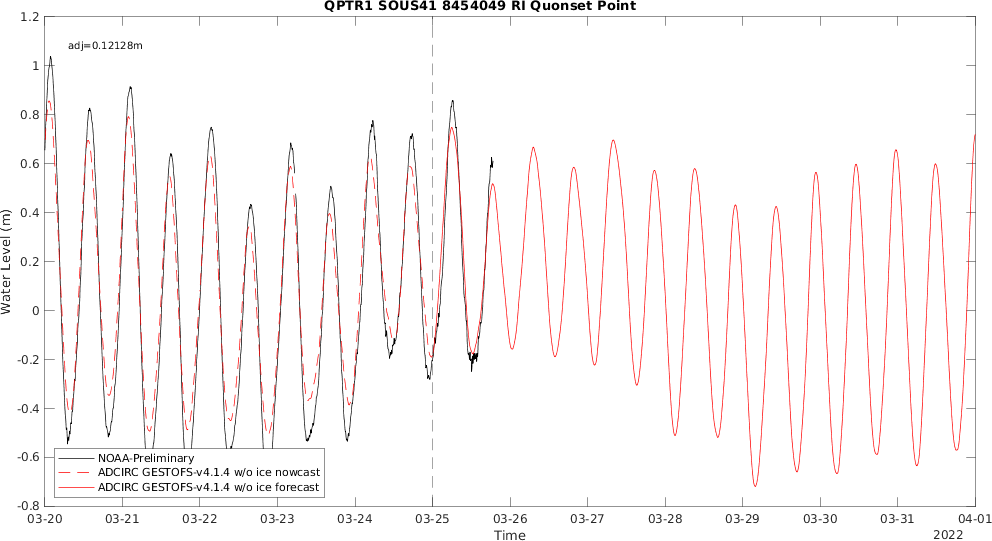 QPTR1 SOUS41 8454049 RI Quonset Point
adj=0.12128m
1.2
1
0.8
0.6
0.4
0.2
0
-0.2
-0.4
-0.6
-0.8
Water Level (m)
NOAA-Preliminary
ADCIRC GESTOFS-v4.1.4 w/o ice nowcast
ADCIRC GESTOFS-v4.1.4 w/o ice forecast
03-20 03-21 03-22 03-23 03-24 03-25 03-26 03-27 03-28 03-29 03-30 03-31 04-01
Time
2022